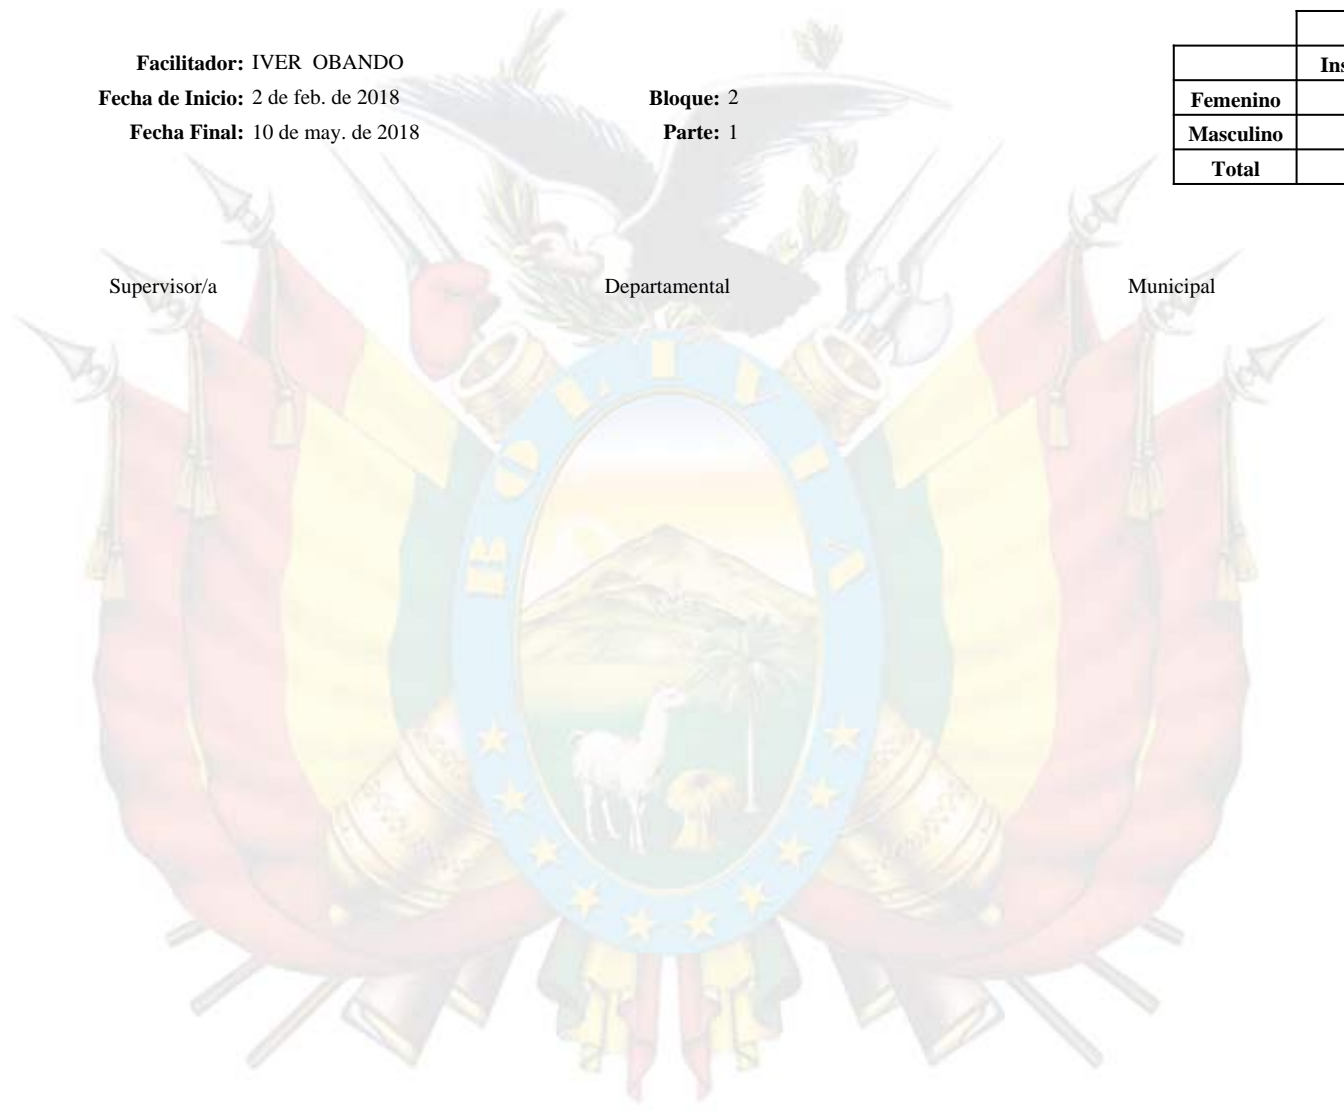 Facilitador: IVER OBANDO
Fecha de Inicio: 2 de feb. de 2018
Bloque: 2
Fecha Final: 10 de may. de 2018
Parte: 1
Femenino
Masculino
Total
Supervisor/a
Departamental
Municipal
BOLIVIA